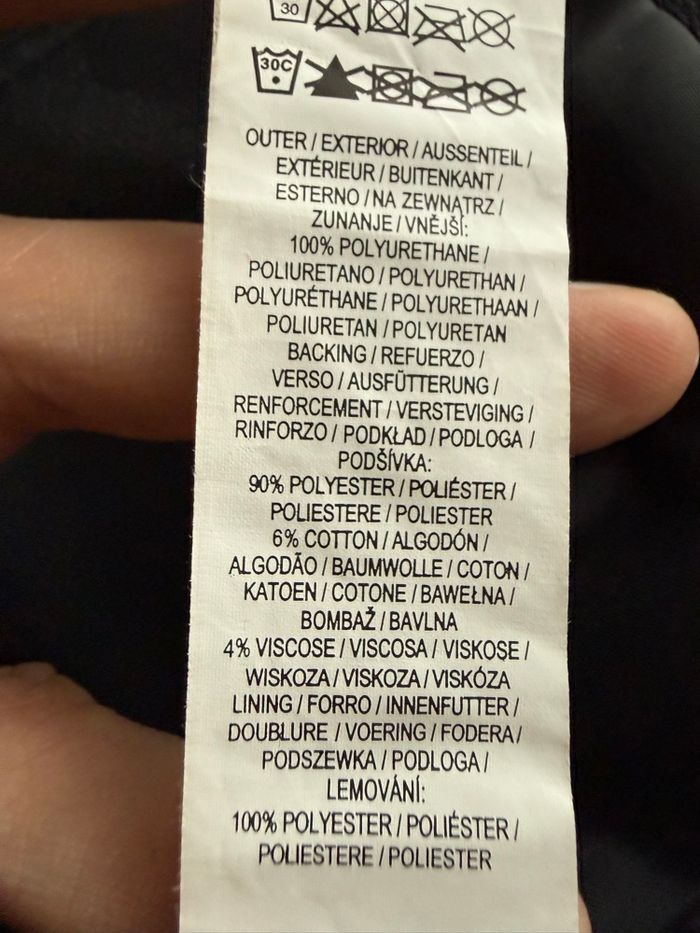 30
30C
OUTER / EXTERIOR / AUSSENTEIL /
EXTÉRIEUR / BUITENKANT /
ESTERNO / NA ZEWNĄTRZ /
ZUNANJE / VNĚJŠÍ:
100% POLYURETHANE /
POLIURETANO / POLYURETHAN /
POLYURÉTHANE / POLYURETHAAN /
POLIURETAN / POLYURETAN
BACKING / REFUERZO /
VERSO / AUSFÜTTERUNG /
RENFORCEMENT / VERSTEVIGING /
RINFORZO / PODKŁAD / PODLOGA /
PODŠÍVKA:
90% POLYESTER / POLIÉSTER /
POLIESTERE / POLIESTER
6% COTTON / ALGODÓN /
ALGODÃO / BAUMWOLLE / COTON /
KATOEN / COTONE / BAWEŁNA /
BOMBAŽ / BAVLNA
4% VISCOSE / VISCOSA / VISKOSE /
WISKOZA / VISKOZA / VISKÓZA
LINING / FORRO / INNENFUTTER /
DOUBLURE / VOERING / FODERA /
PODSZEWKA / PODLOGA /
LEMOVÁNÍ:
100% POLYESTER / POLIÉSTER /
POLIESTERE / POLIESTER